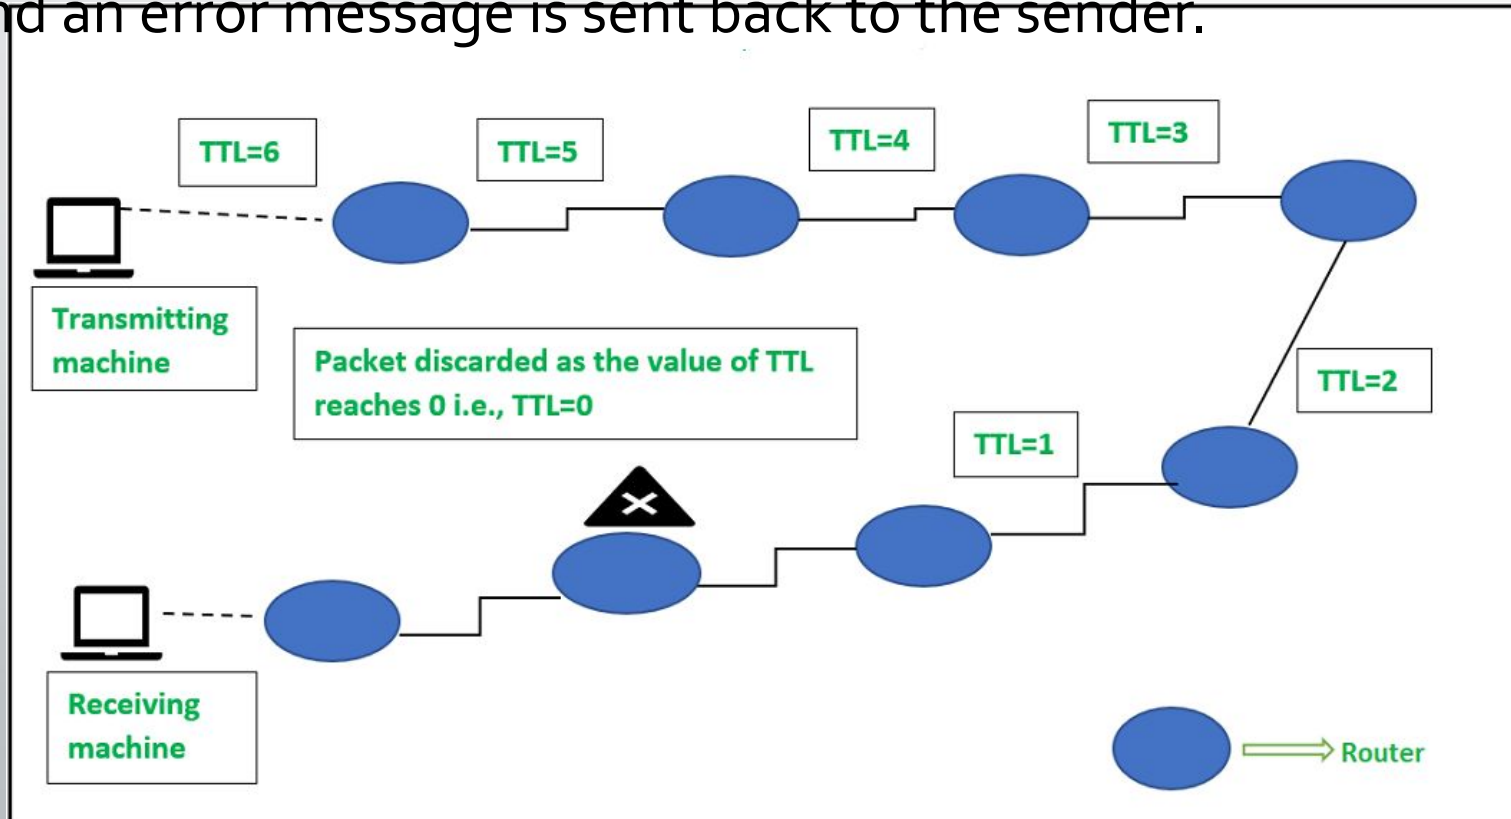 nd an error message is sent back to the sender.
TTL=6
TTL=5
TTL=4
TTL=3
Transmitting
machine
Packet discarded as the value of TTL
reaches 0 i.e., TTL=0
TTL=2
TTL=1
Receiving
machine
Router